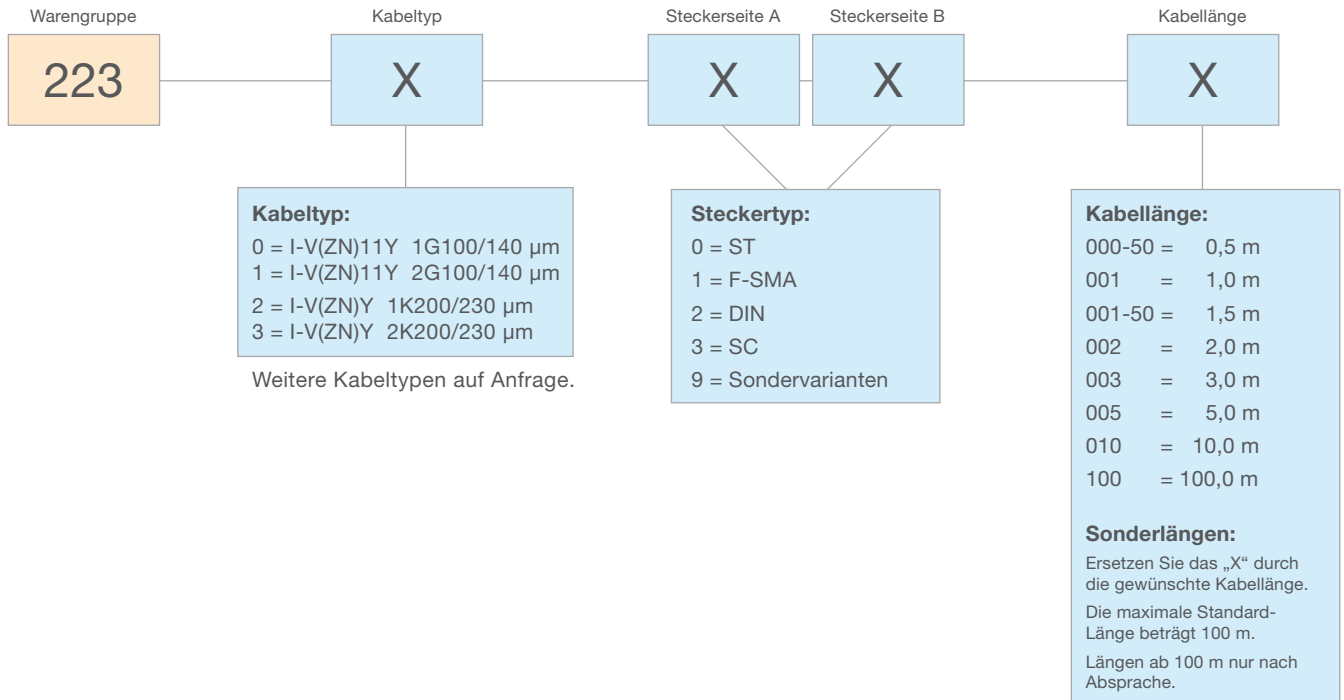 Warengruppe
Kabeltyp
Steckerseite A
Steckerseite B
Kabellänge
223
X
X
X
X
Kabeltyp:
0 = I-V(ZN)11Y 1G100/140 µm
1 = I-V(ZN)11Y 2G100/140 µm
2 = I-V(ZN)Y 1K200/230 µm
3 = I-V(ZN)Y 2K200/230 µm
Weitere Kabeltypen auf Anfrage.
Steckertyp:
0 = ST
1 = F-SMA
2 = DIN
3 = SC
9 = Sondervarianten
Kabellänge:
000-50 = 0,5 m
001 = 1,0 m
001-50 = 1,5 m
002 = 2,0 m
003 = 3,0 m
005 = 5,0 m
010 = 10,0 m
100 = 100,0 m
Sonderlängen:
Ersetzen Sie das „X“ durch
die gewünschte Kabellänge.
Die maximale Standard-
Länge beträgt 100 m.
Längen ab 100 m nur nach
Absprache.